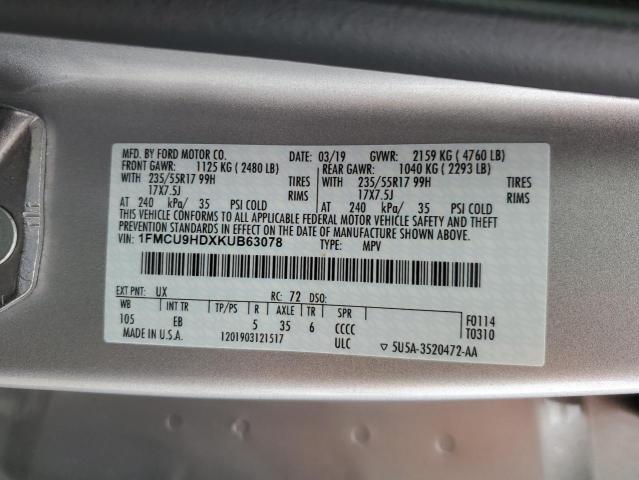 MFD. BY FORD MOTOR CO. DATE: 03/19 GVWR: 2159 KG ( 4760 LB)
FRONT GAWR: 1125 KG ( 2480 LB) REAR GAWR: 1040 KG ( 2293 LB)
WITH 235/55R17 99H TIRES WITH 235/55R17 99H TIRES
17X7.5J RIMS 17X7.5J RIMS
AT 240 kPa/ 35 PSI COLD AT 240 kPa/ 35 PSI COLD
THIS VEHICLE CONFORMS TO ALL APPLICABLE FEDERAL MOTOR VEHICLE SAFETY AND THEFT PREVENTION STANDARDS IN EFFECT ON THE
DATE OF MANUFACTURE SHOWN ABOVE.
VIN: 1FMCU9HDXKUB63078 TYPE: MPV
EXT PNT: UX RC: 72 DSO:
WB INT TR TP/PS R AXLE TR SPR
105 EB 5 35 6 CCCC
F0114
T0310
MADE IN U.S.A. 1201903121517 ULC ▽ 5U5A-3520472-AA